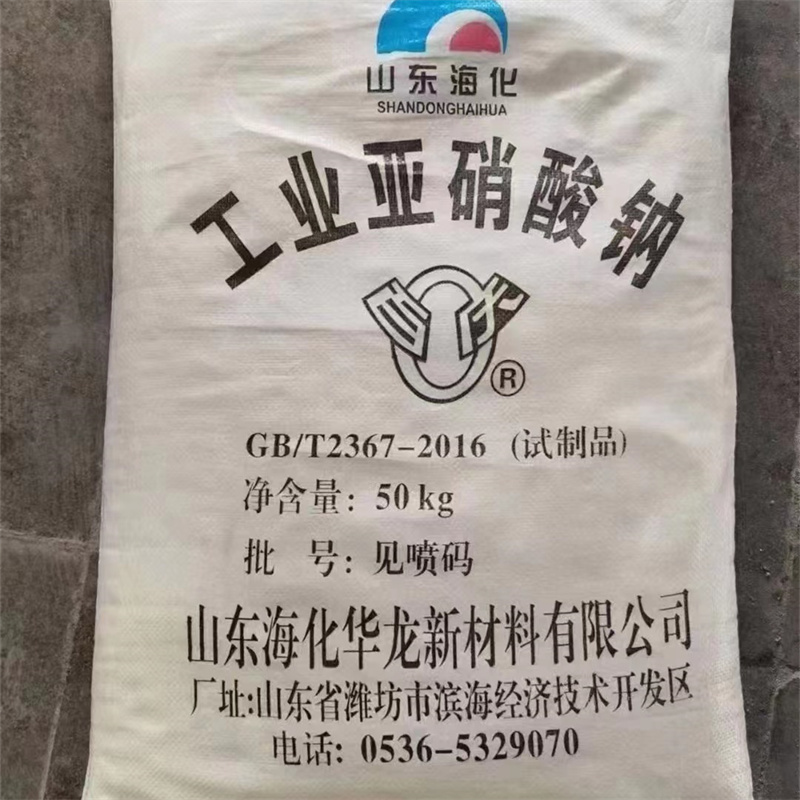 山东海化
SHANDONGHAIHUA
工业亚硝酸钠
®
GB/T2367-2016 (试制品)
净含量: 50kg
批 号: 见喷码
山东海化华龙新材料有限公司
厂址:山东省潍坊市滨海经济技术开发区
电话: 0536-5329070